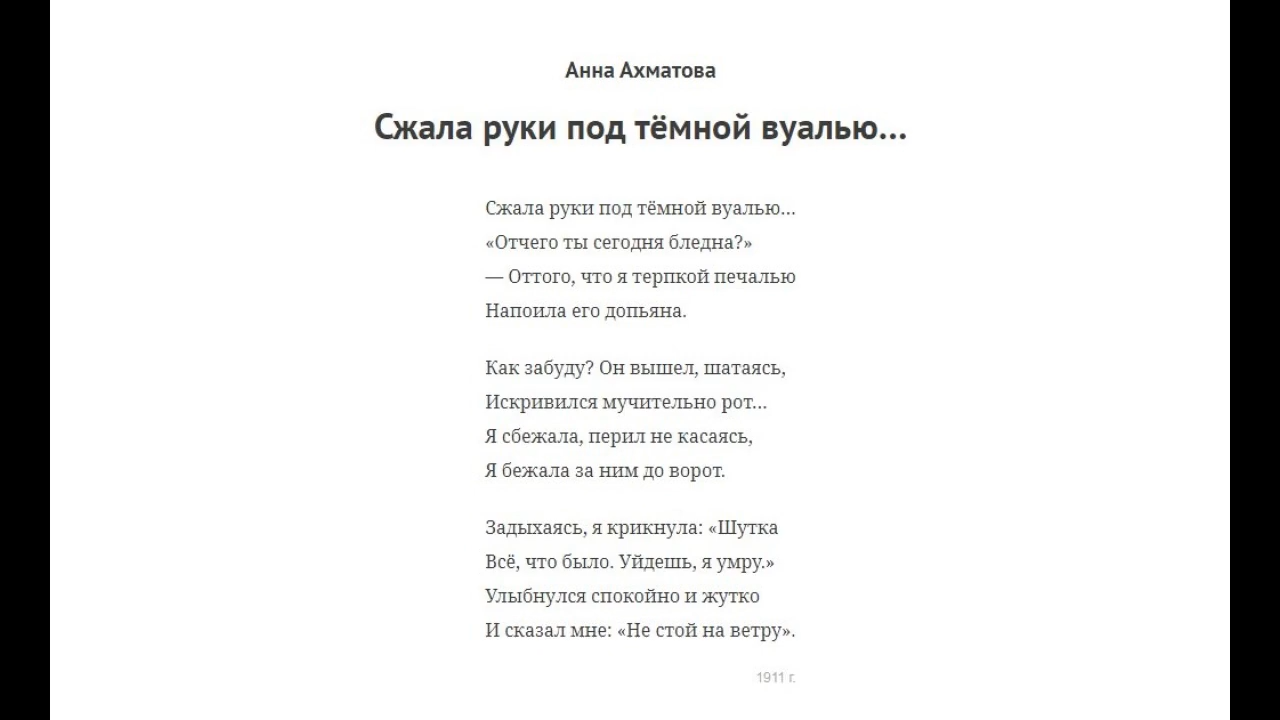 Анна Ахматова
Сжала руки под тёмной вуалью...
Сжала руки под тёмной вуалью...
«Отчего ты сегодня бледна?»
— Оттого, что я терпкой печалью
Напоила его допьяна.
Как забуду? Он вышел, шатаясь,
Искривился мучительно рот...
Я сбежала, перил не касаясь,
Я бежала за ним до ворот.
Задыхаясь, я крикнула: «Шутка
Всё, что было. Уйдешь, я умру.»
Улыбнулся спокойно и жутко
И сказал мне: «Не стой на ветру».
1911 г.